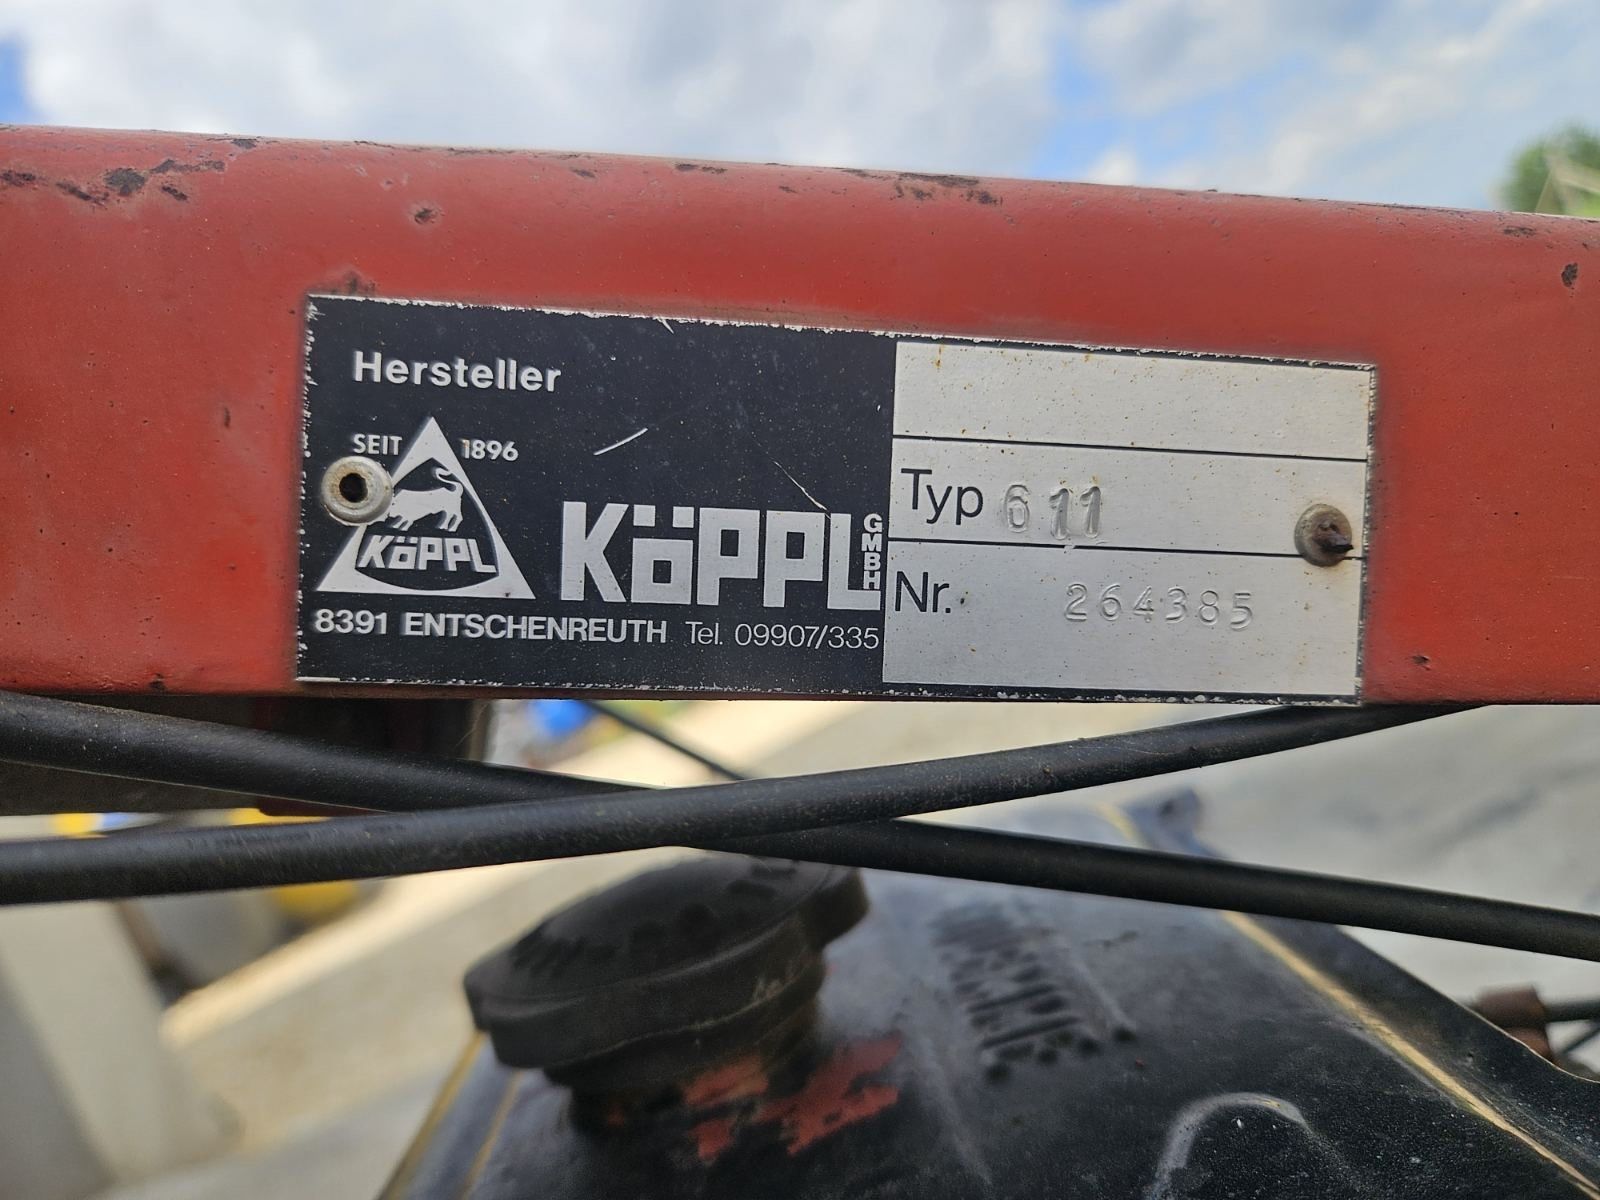 Hersteller
SEIT 1896
KÖPPL
KÖPPL GMBH
8391 ENTSCHENREUTH Tel. 09907/335
Typ 611
Nr. 264385